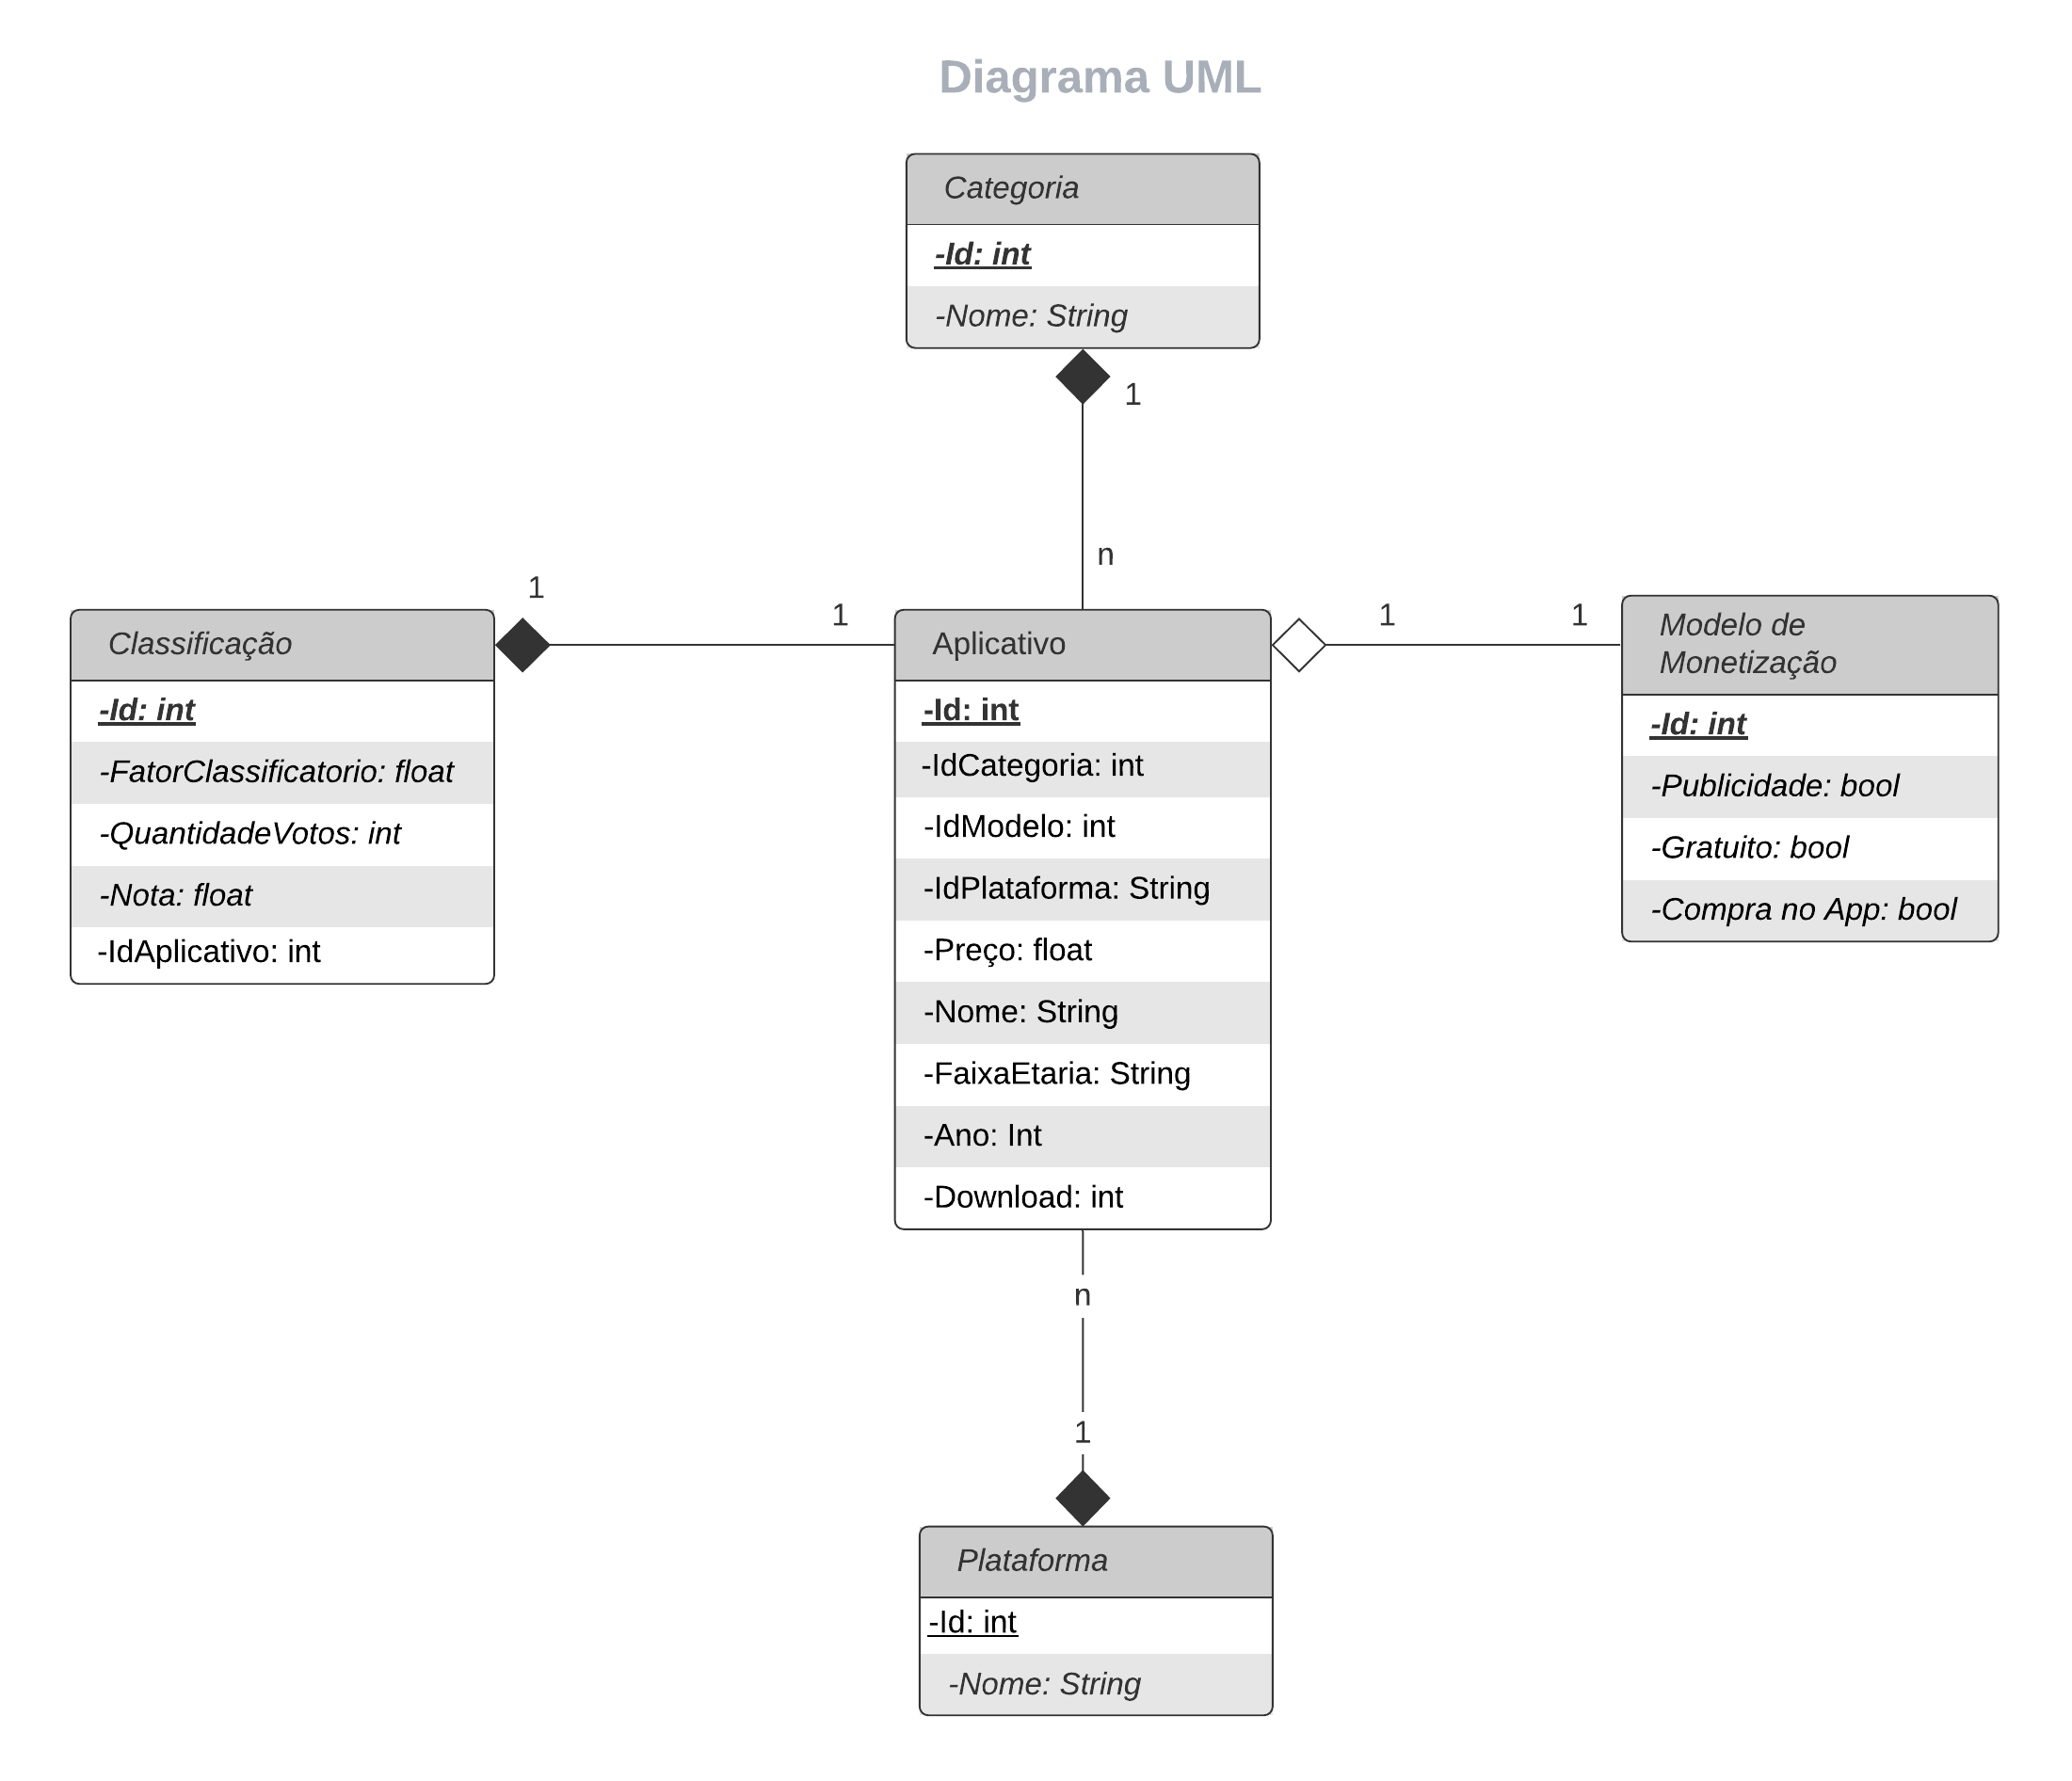 Diagrama UML
Categoria
-Id: int
-Nome: String
1
n
1
1
1
1
Classificação
-Id: int
-FatorClassificatorio: float
-QuantidadeVotos: int
-Nota: float
-IdAplicativo: int
Aplicativo
-Id: int
-IdCategoria: int
-IdModelo: int
-IdPlataforma: String
-Preço: float
-Nome: String
-FaixaEtaria: String
-Ano: Int
-Download: int
Modelo de
Monetização
-Id: int
-Publicidade: bool
-Gratuito: bool
-Compra no App: bool
n
1
Plataforma
-Id: int
-Nome: String